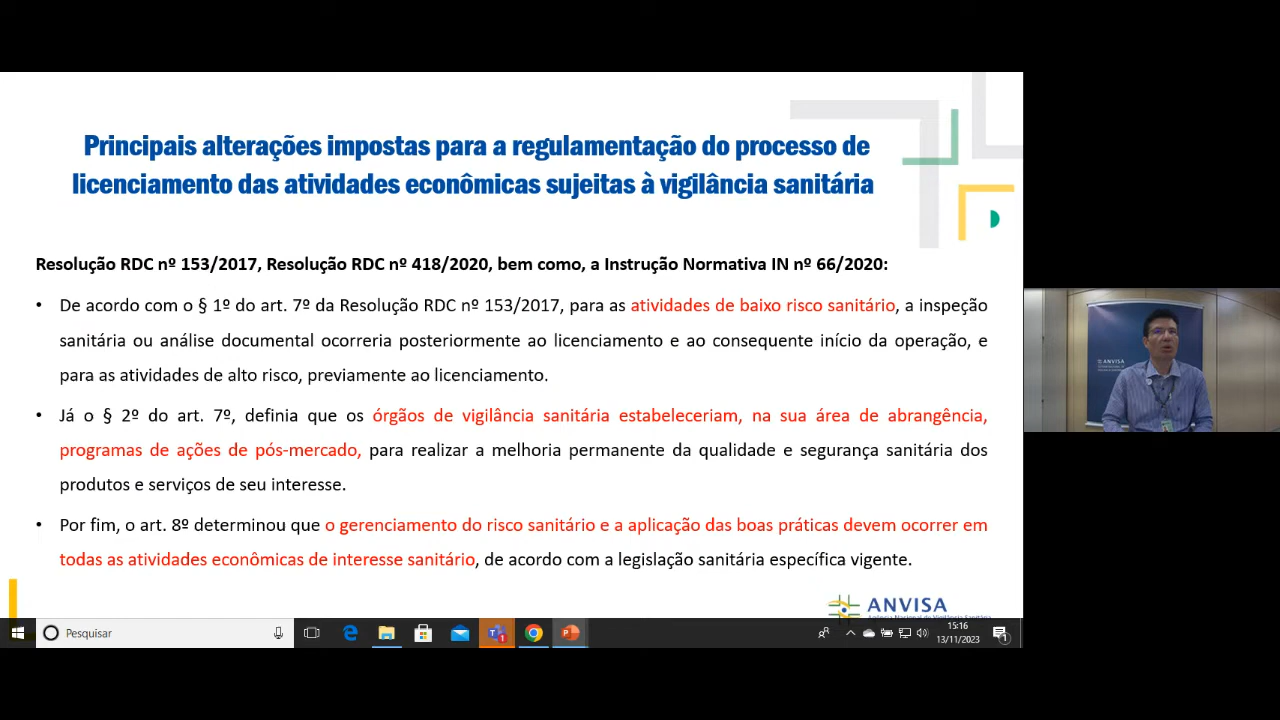 Principais alterações impostas para a regulamentação do processo de
licenciamento das atividades econômicas sujeitas à vigilância sanitária
Resolução RDC nº 153/2017, Resolução RDC nº 418/2020, bem como, a Instrução Normativa IN nº 66/2020:
• De acordo com o § 1º do art. 7º da Resolução RDC nº 153/2017, para as atividades de baixo risco sanitário, a inspeção
sanitária ou análise documental ocorreria posteriormente ao licenciamento e ao consequente início da operação, e
para as atividades de alto risco, previamente ao licenciamento.
• Já o § 2º do art. 7º, definia que os órgãos de vigilância sanitária estabeleceriam, na sua área de abrangência,
programas de ações de pós-mercado, para realizar a melhoria permanente da qualidade e segurança sanitária dos
produtos e serviços de seu interesse.
• Por fim, o art. 8º determinou que o gerenciamento do risco sanitário e a aplicação das boas práticas devem ocorrer em
todas as atividades econômicas de interesse sanitário, de acordo com a legislação sanitária específica vigente.
ANVISA
Agência Nacional de Vigilância Sanitária
Pesquisar
15:16
13/11/2023
ANVISA